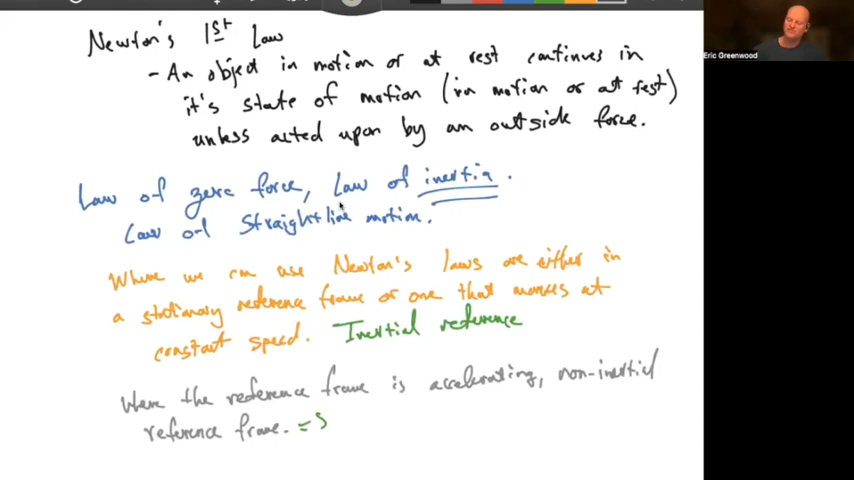 Newton's 1st Law
- An object in motion or at rest continues in
it's state of motion (in motion or at rest)
unless acted upon by an outside force.
Law of zero force, Law of inertia.
Law of Straight line motion.
Where we can use Newton's laws are either in
a stationary reference frame or one that moves at
constant speed. Inertial reference
Where the reference frame is accelerating, non-inertial
reference frame. =>
Eric Greenwood